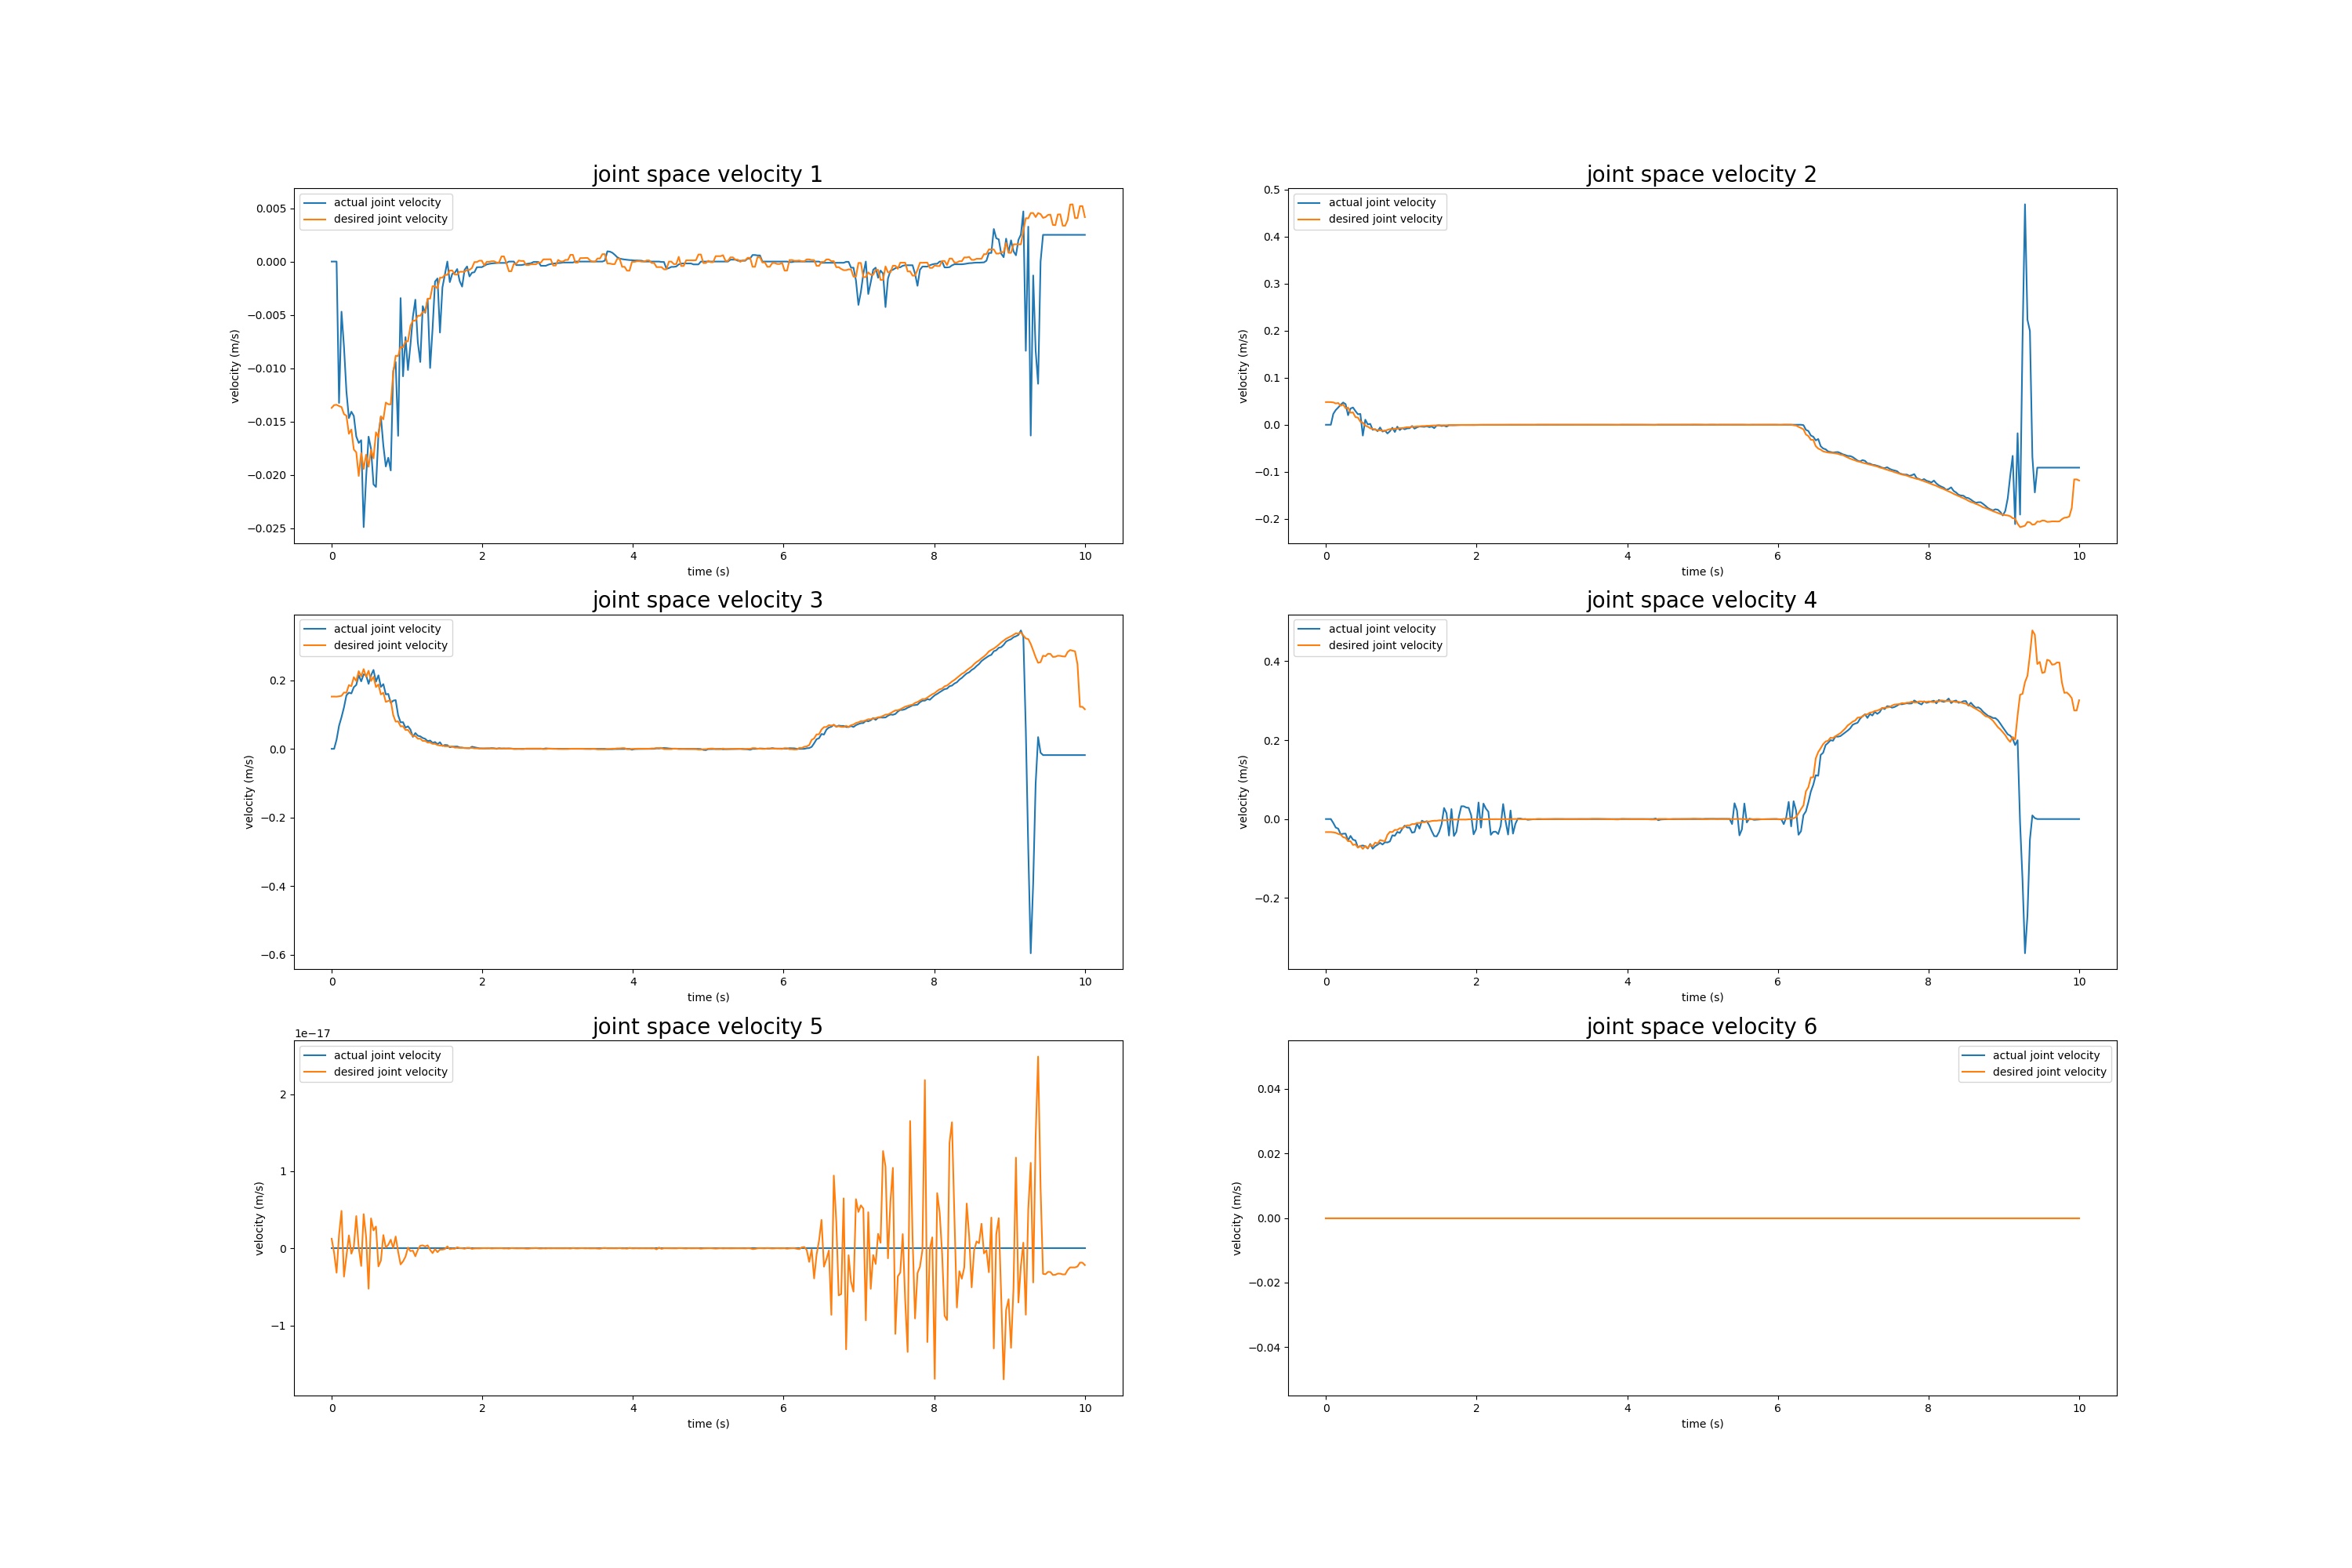 joint space velocity 1
actual joint velocity
desired joint velocity
0.005
0.000
−0.005
−0.010
−0.015
−0.020
−0.025
velocity (m/s)
0 2 4 6 8 10
time (s)
joint space velocity 2
actual joint velocity
desired joint velocity
0.5
0.4
0.3
0.2
0.1
0.0
−0.1
−0.2
velocity (m/s)
0 2 4 6 8 10
time (s)
joint space velocity 3
actual joint velocity
desired joint velocity
0.2
0.0
−0.2
−0.4
−0.6
velocity (m/s)
0 2 4 6 8 10
time (s)
joint space velocity 4
actual joint velocity
desired joint velocity
0.4
0.2
0.0
−0.2
velocity (m/s)
0 2 4 6 8 10
time (s)
joint space velocity 5
1e−17
actual joint velocity
desired joint velocity
2
1
0
−1
velocity (m/s)
0 2 4 6 8 10
time (s)
joint space velocity 6
actual joint velocity
desired joint velocity
0.04
0.02
0.00
−0.02
−0.04
velocity (m/s)
0 2 4 6 8 10
time (s)